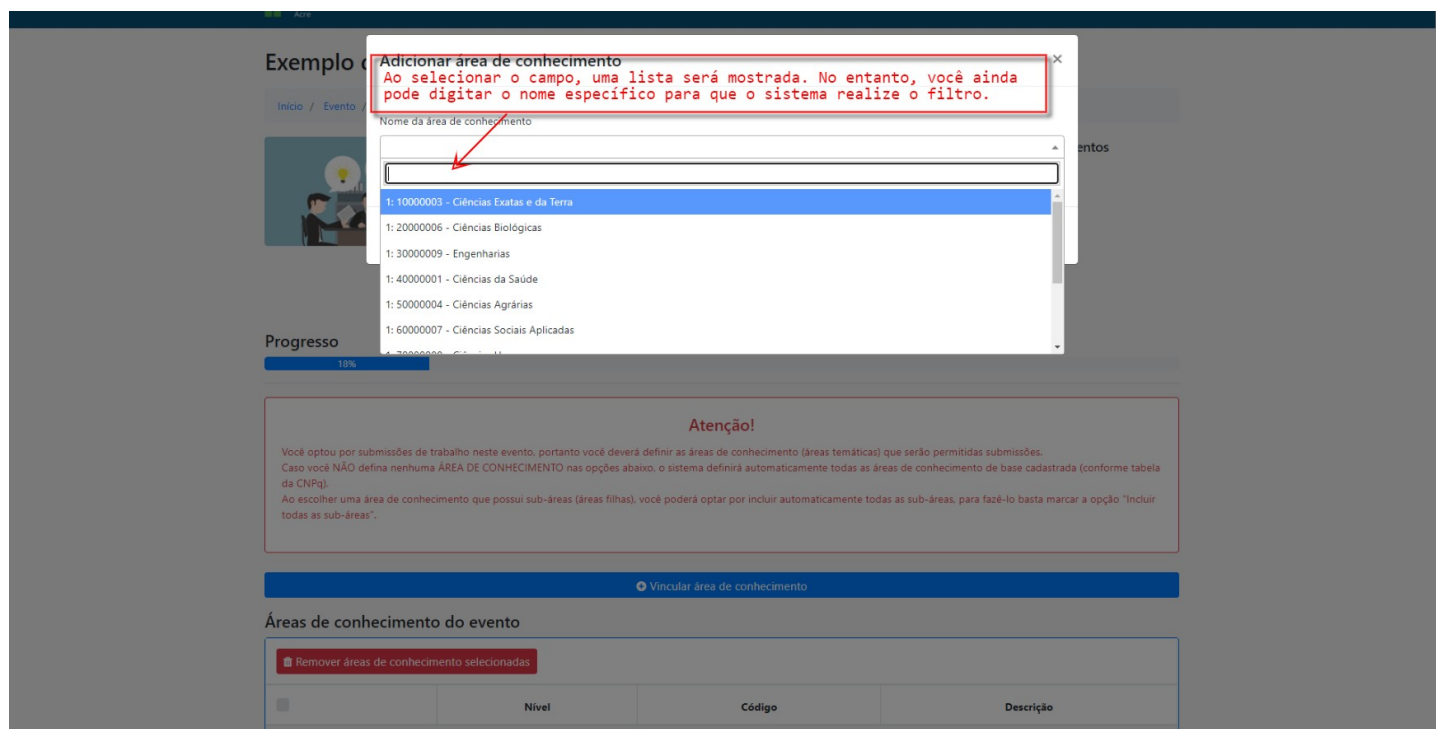 Acre
Exemplo
Adicionar área de conhecimento
×
Ao selecionar o campo, uma lista será mostrada. No entanto, você ainda
pode digitar o nome específico para que o sistema realize o filtro.
Início / Evento /
Nome da área de conhecimento
entos
1: 10000003 - Ciências Exatas e da Terra
1: 20000006 - Ciências Biológicas
1: 30000009 - Engenharias
1: 40000001 - Ciências da Saúde
1: 50000004 - Ciências Agrárias
1: 60000007 - Ciências Sociais Aplicadas
Progresso
18%
Atenção!
Você optou por submissões de trabalho neste evento, portanto você deverá definir as áreas de conhecimento (áreas temáticas) que serão permitidas submissões.
Caso você NÃO defina nenhuma ÁREA DE CONHECIMENTO nas opções abaixo, o sistema definirá automaticamente todas as áreas de conhecimento de base cadastrada (conforme tabela
da CNPq).
Ao escolher uma área de conhecimento que possui sub-áreas (áreas filhas), você poderá optar por incluir automaticamente todas as sub-áreas, para fazê-lo basta marcar a opção "Incluir
todas as sub-áreas".
Vincular área de conhecimento
Áreas de conhecimento do evento
Remover áreas de conhecimento selecionadas
Nível Código Descrição